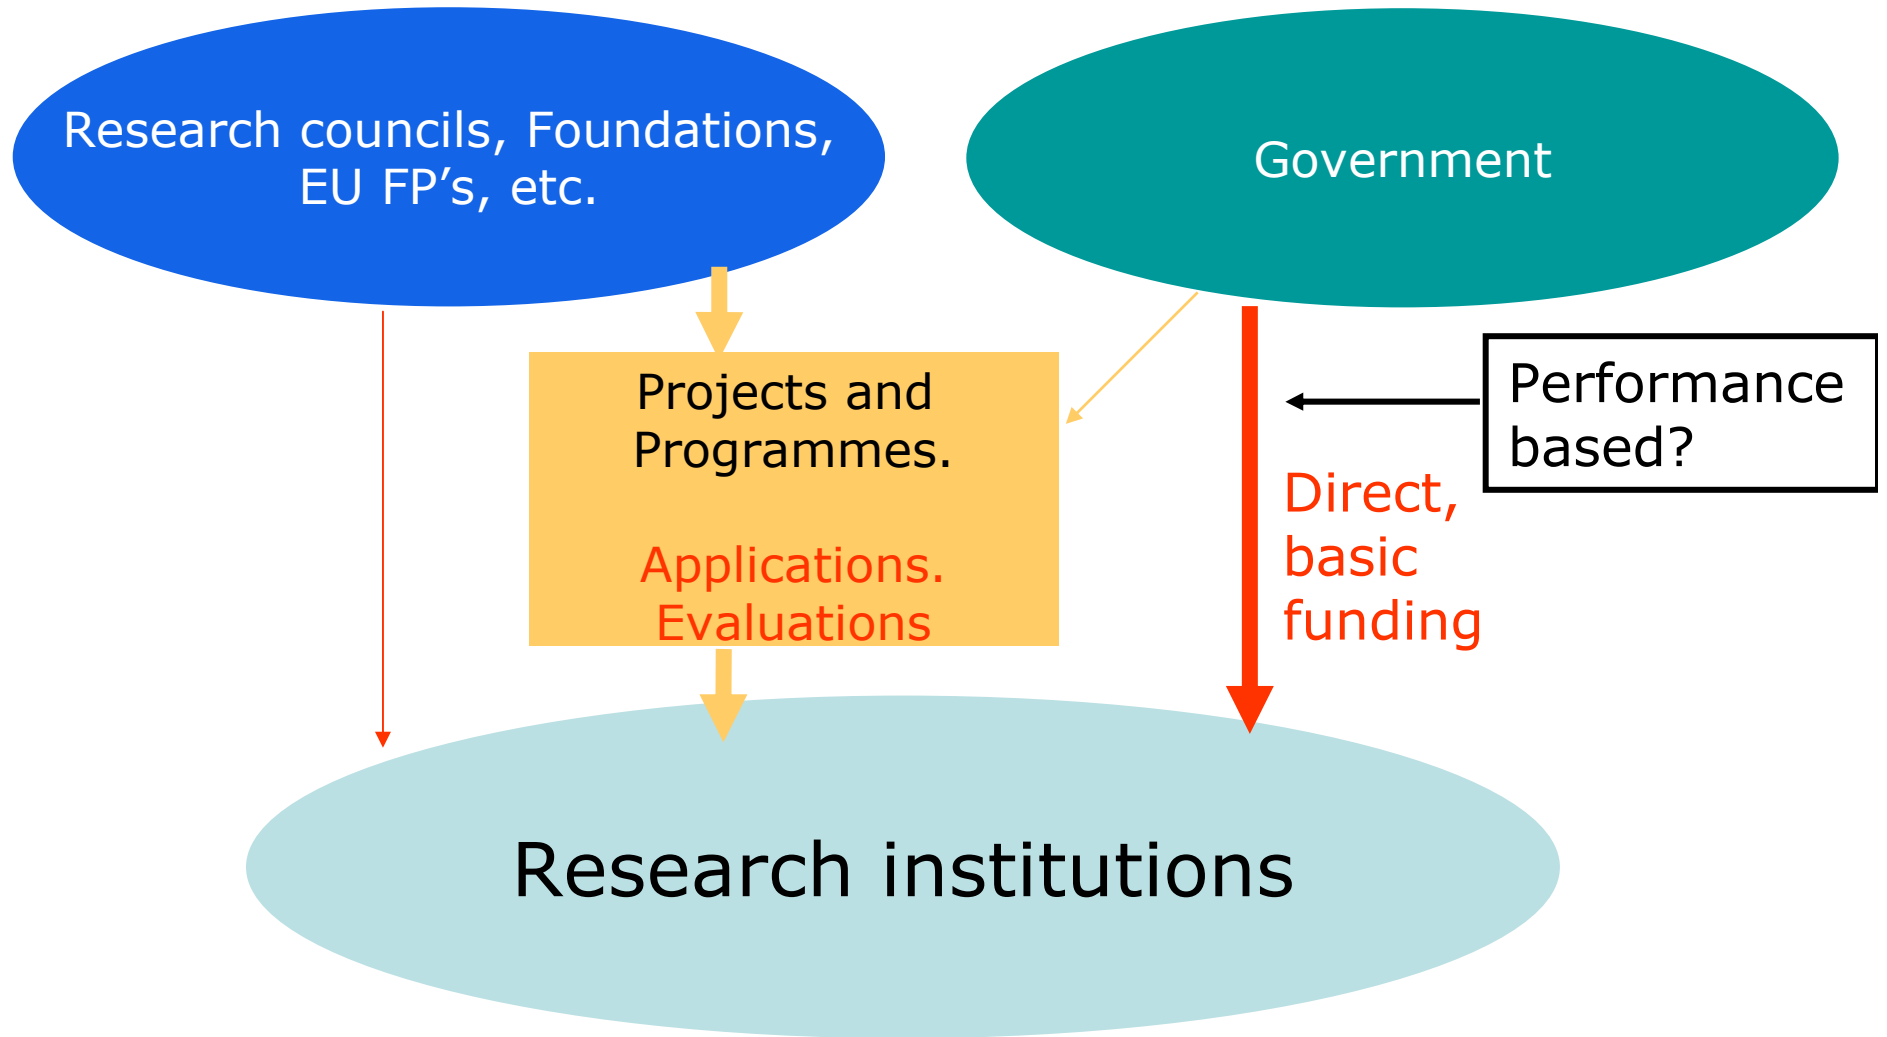 Research councils, Foundations,
EU FP’s, etc.
Government
Projects and
Programmes.
Applications.
Evaluations
Performance
based?
Direct,
basic
funding
Research institutions